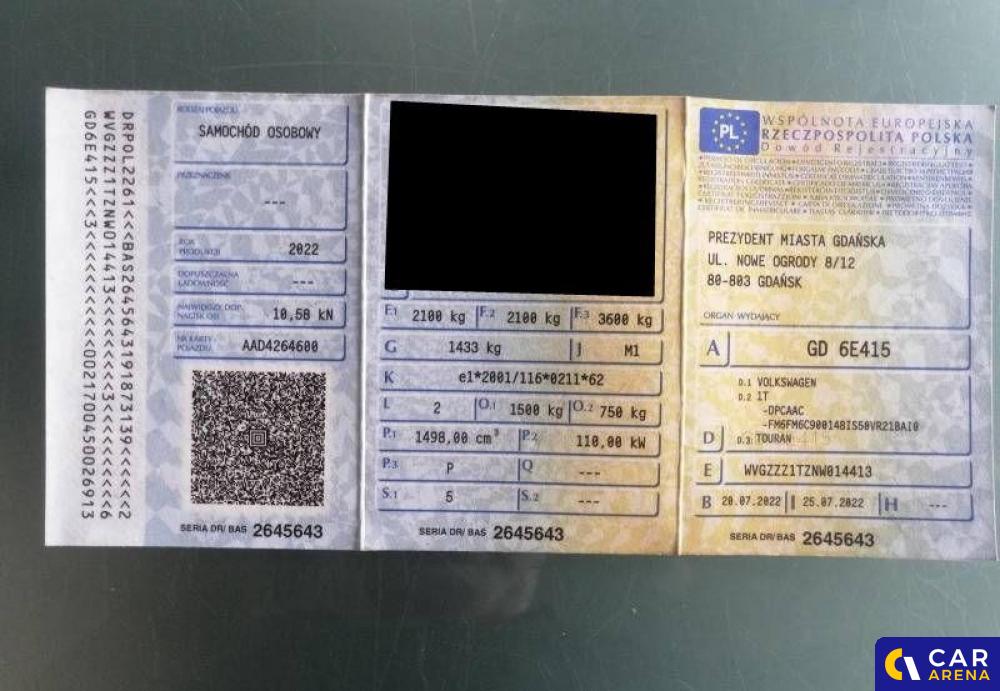 DRPOL2261<<BAS2645643191873139<<<<<<2
WVGZZZ1TZNW014413<<<<<<<3<<<<<<<<<<<6
GD6E415<<<3<<<<<<<<<<<00217004500026913
RODZAJ POJAZDU
SAMOCHÓD OSOBOWY
PRZEZNACZENIE
---
ROK
PRODUKCJI
2022
DOPUSZCZALNA
ŁADOWNOŚĆ
---
NAJWIĘKSZY DOP.
NACISK OSI
10,58 kN
NR KARTY
POJAZDU
AAD4264600
SERIA DR/ BAS 2645643
F.1 2100 kg F.2 2100 kg F.3 3600 kg
G 1433 kg J M1
K e1*2001/116*0211*62
L 2 O.1 1500 kg O.2 750 kg
P.1 1498,00 cm³ P.2 110,00 kW
P.3 P Q ---
S.1 5 S.2 ---
SERIA DR/ BAS 2645643
PL
WSPÓLNOTA EUROPEJSKA
RZECZPOSPOLITA POLSKA
Dowód Rejestracyjny
PREZYDENT MIASTA GDAŃSKA
UL. NOWE OGRODY 8/12
80-803 GDAŃSK
ORGAN WYDAJĄCY
A GD 6E415
D.1 VOLKSWAGEN
D.2 1T
-DPCAAC
-FM6FM6C90014BIS50VR21BAI0
D D.3 TOURAN
E WVGZZZ1TZNW014413
B 20.07.2022 I 25.07.2022 H ---
SERIA DR/ BAS 2645643
CAR
ARENA